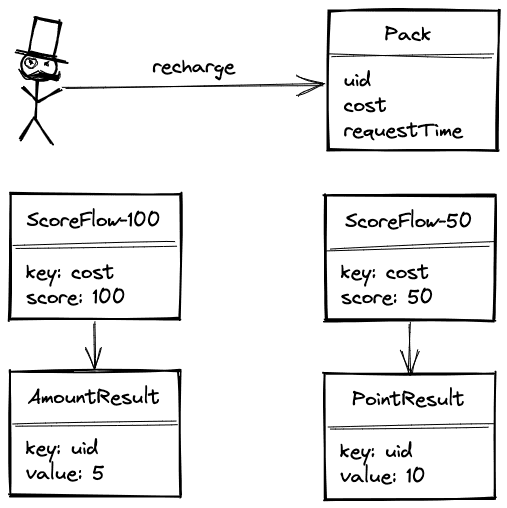 recharge
Pack
uid
cost
requestTime
ScoreFlow-100
key: cost
score: 100
ScoreFlow-50
key: cost
score: 50
AmountResult
key: uid
value: 5
PointResult
key: uid
value: 10